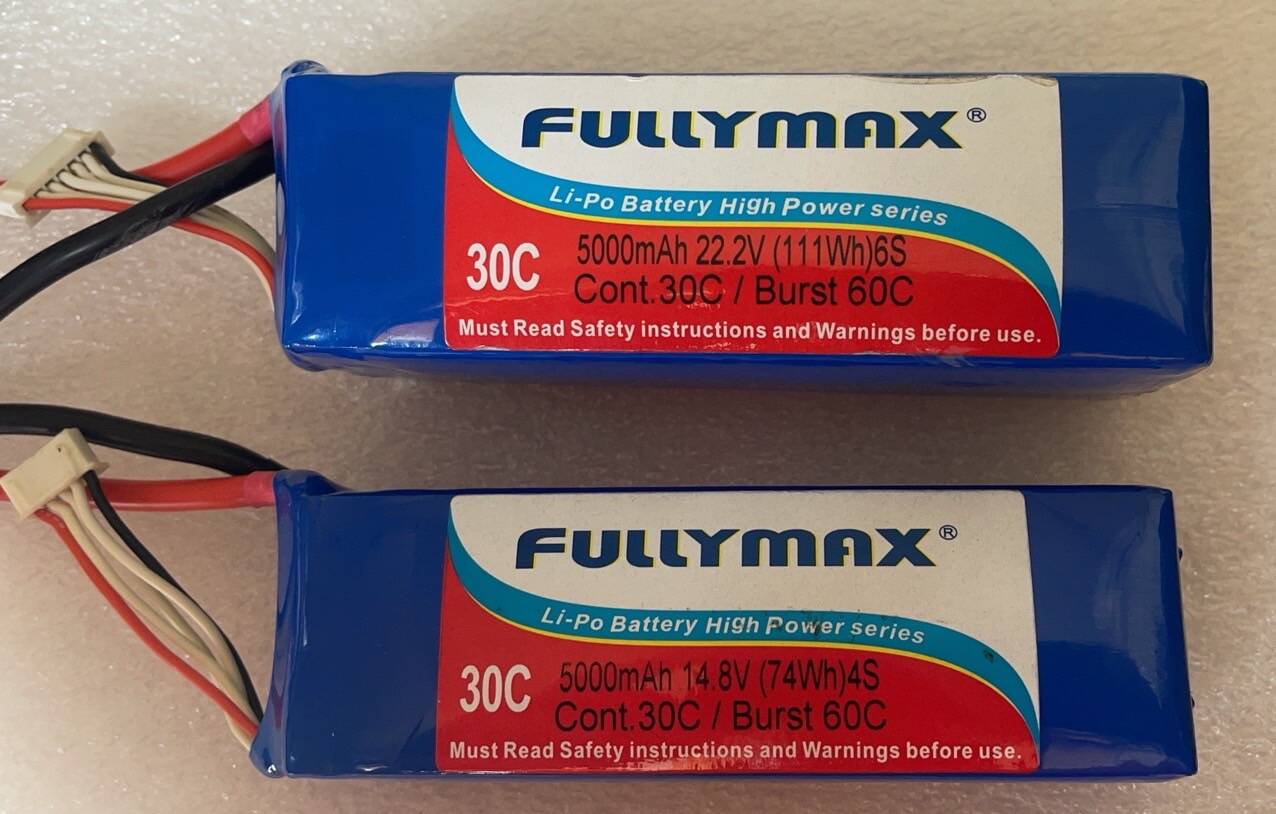 FULLYMAX®
Li-Po Battery High Power series
30C
5000mAh 22.2V (111Wh)6S
Cont.30C / Burst 60C
Must Read Safety instructions and Warnings before use.
FULLYMAX®
Li-Po Battery High Power series
30C
5000mAh 14.8V (74Wh)4S
Cont.30C / Burst 60C
Must Read Safety instructions and Warnings before use.